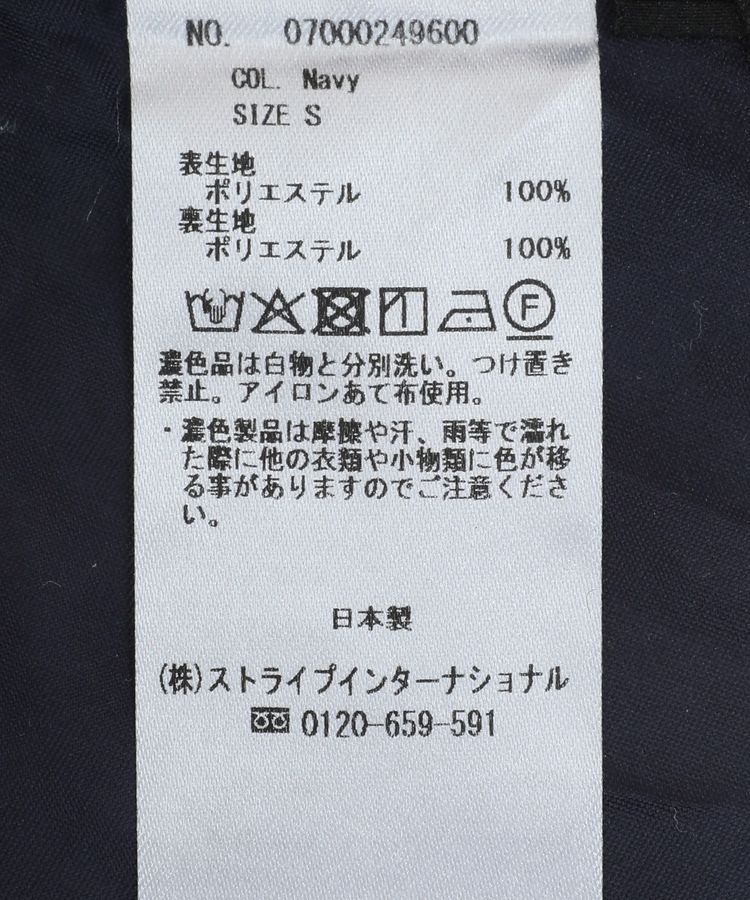 NO. 07000249600
COL. Navy
SIZE S
表生地
ポリエステル 100%
裏生地
ポリエステル 100%
F
濃色品は白物と分別洗い。つけ置き
禁止。アイロンあて布使用。
・濃色製品は摩擦や汗、雨等で濡れ
た際に他の衣類や小物類に色が移
る事がありますのでご注意くださ
い。
日本製
(株)ストライプインターナショナル
0120-659-591